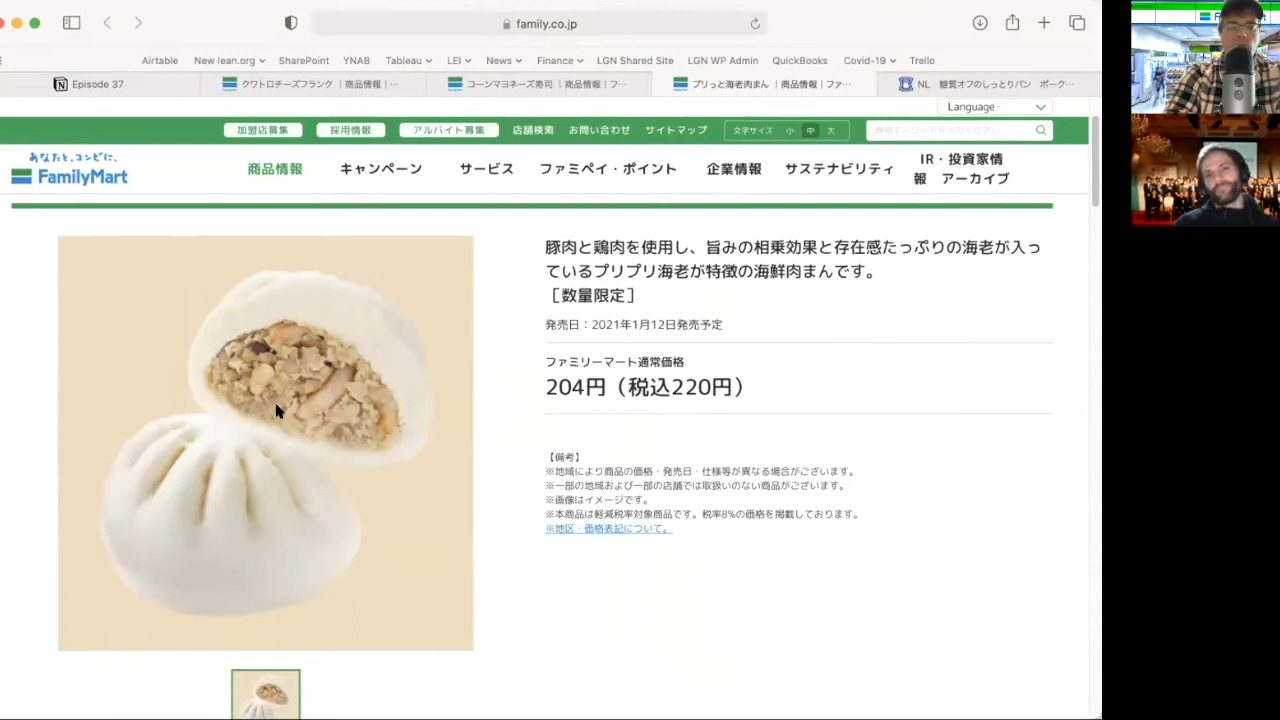 family.co.jp
Airtable New lean.org SharePoint YNAB Tableau LEI News Finance LGN Shared Site LGN WP Admin QuickBooks Covid-19 Trello
Episode 37 クワトロチーズフランク ｜商品情報｜… コーンマヨネーズ寿司 ｜商品情報｜フ… プリっと海老肉まん ｜商品情報｜ファ… NL 糖質オフのしっとりパン ポーク…
Language
加盟店募集 採用情報 アルバイト募集 店舗検索 お問い合わせ サイトマップ 文字サイズ 小 中 大 検索キーワードを入力ください
あなたと、コンビに、
FamilyMart
商品情報 キャンペーン サービス ファミペイ・ポイント 企業情報 サステナビリティ IR・投資家情
報 アーカイブ
豚肉と鶏肉を使用し、旨みの相乗効果と存在感たっぷりの海老が入っ
ているプリプリ海老が特徴の海鮮肉まんです。
［数量限定］
発売日：2021年1月12日発売予定
ファミリーマート通常価格
204円（税込220円）
【備考】
※地域により商品の価格・発売日・仕様等が異なる場合がございます。
※一部の地域および一部の店舗では取扱いのない商品がございます。
※画像はイメージです。
※本商品は軽減税率対象商品です。税率8%の価格を掲載しております。
※地区・価格表記について。